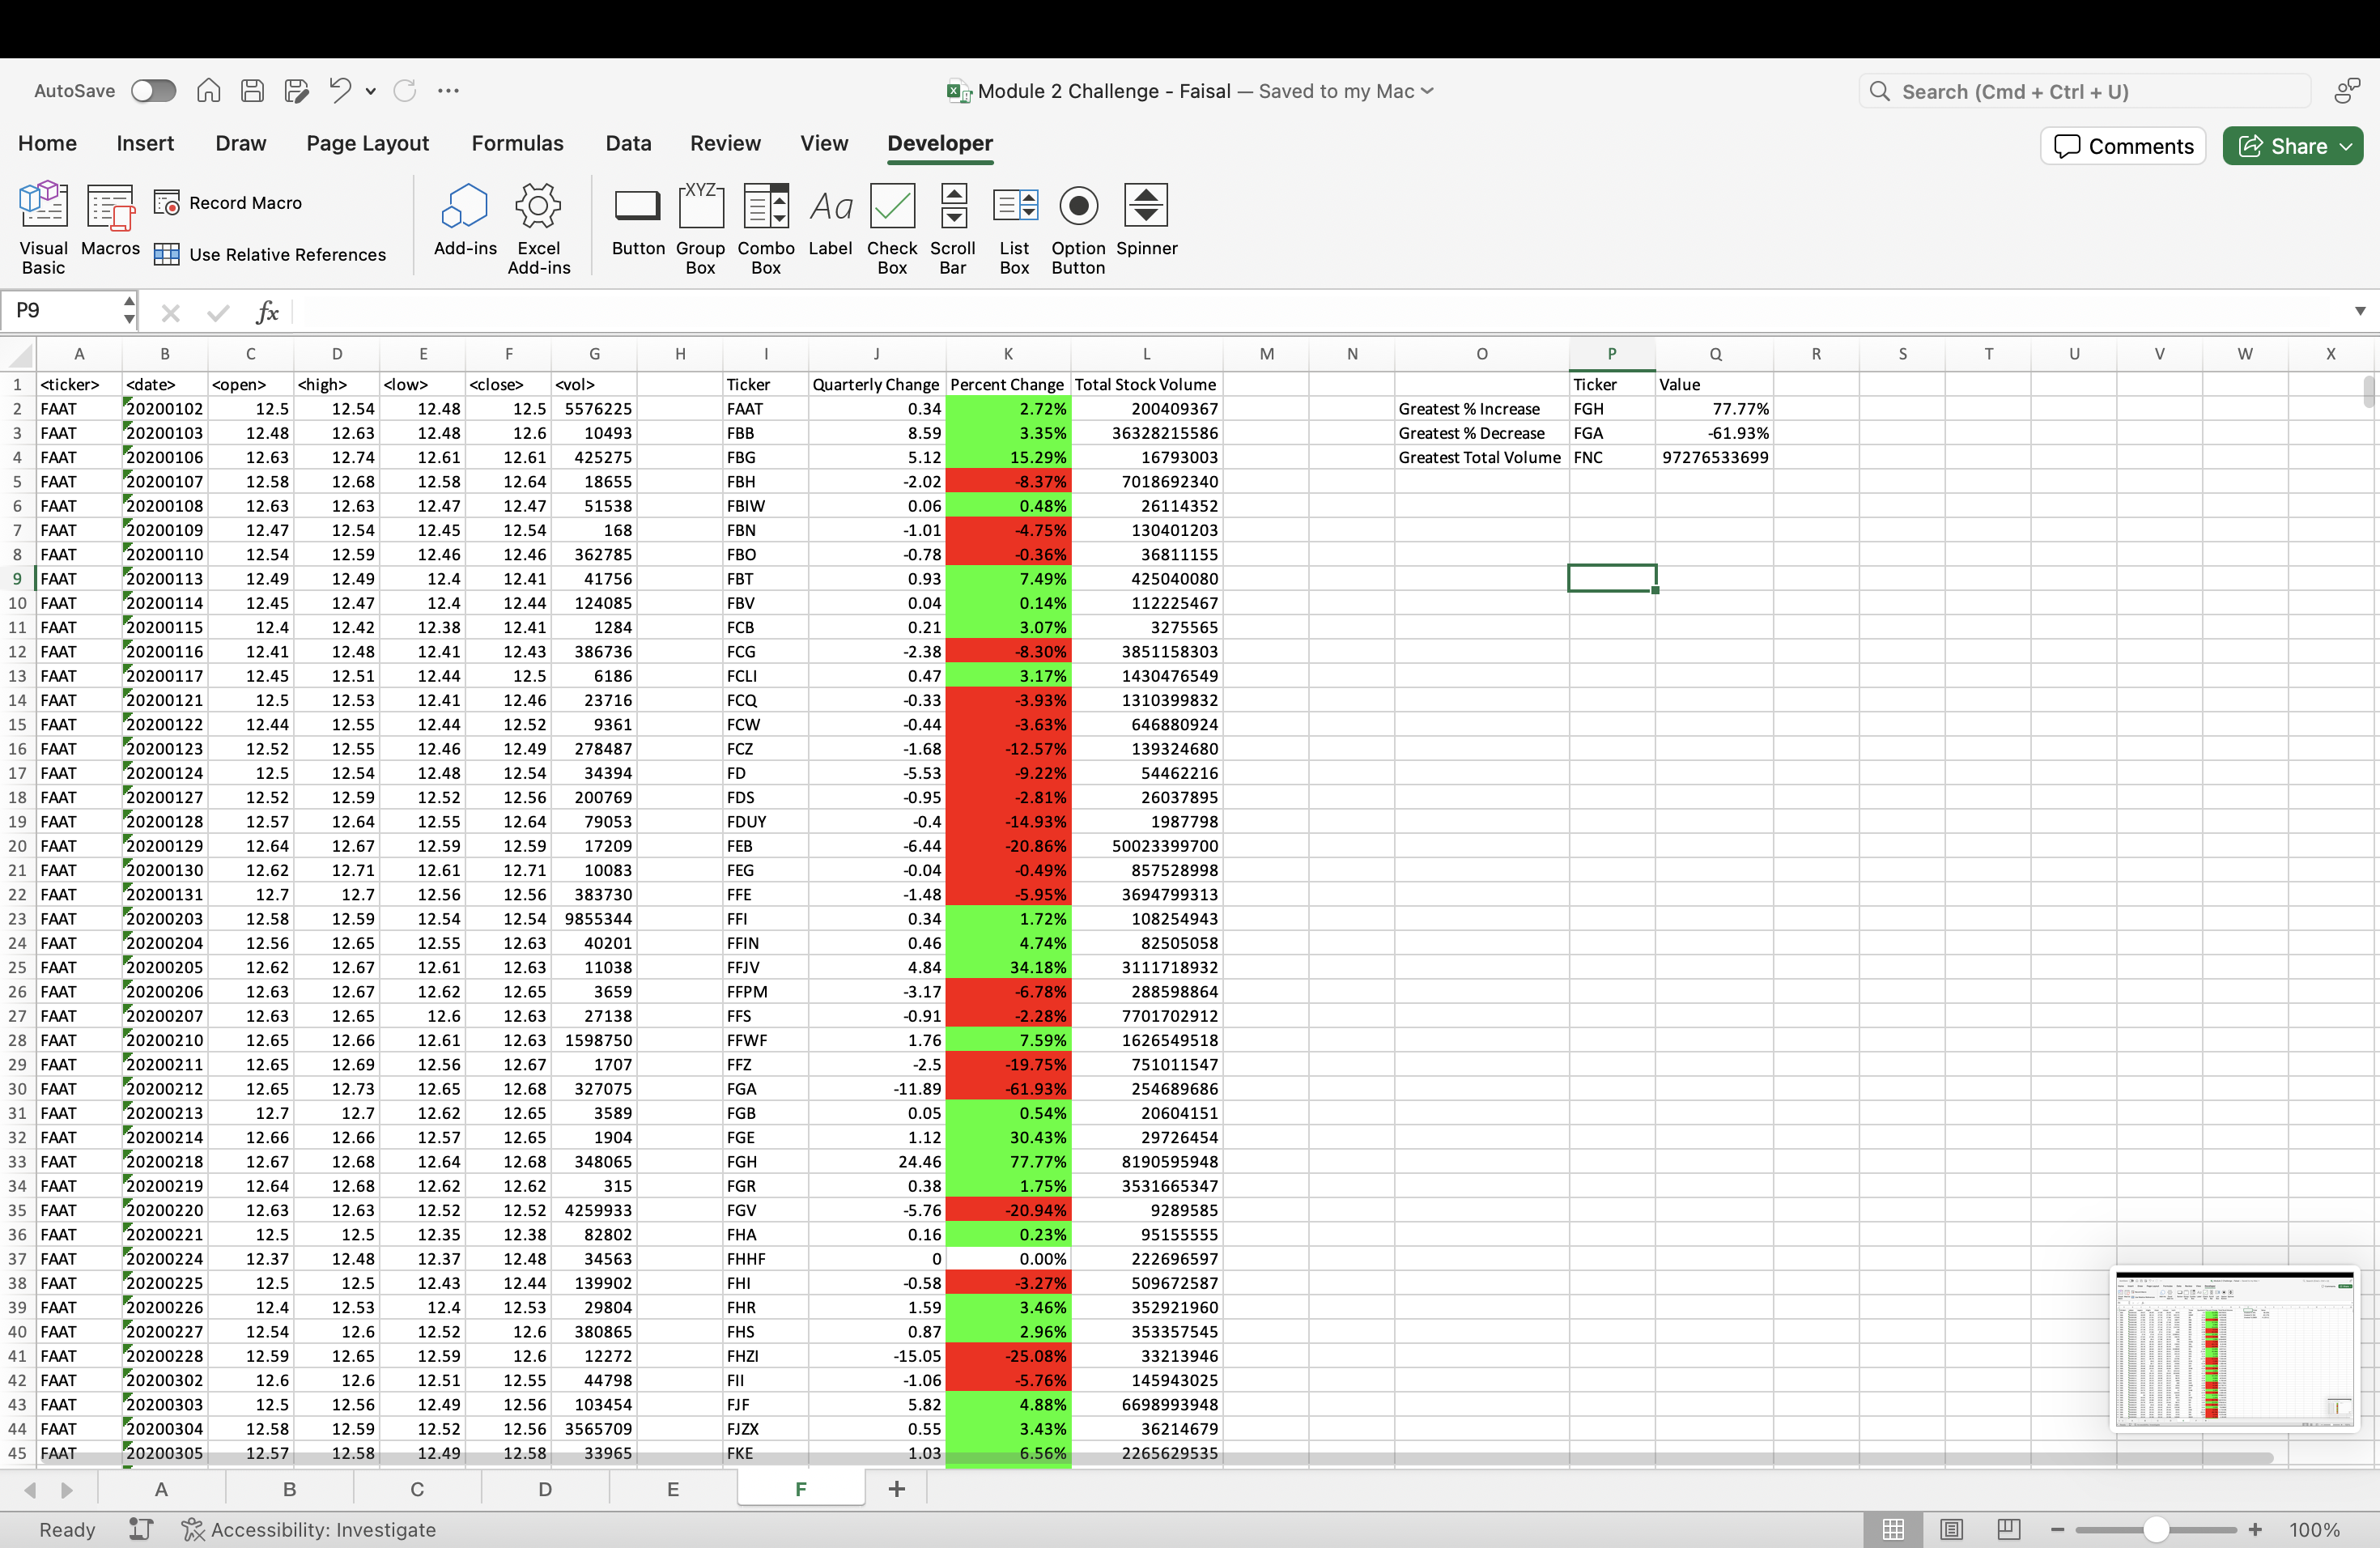 AutoSave
Module 2 Challenge - Faisal — Saved to my Mac
Search (Cmd + Ctrl + U)
Home Insert Draw Page Layout Formulas Data Review View Developer
Comments Share
Visual Basic Macros Record Macro Use Relative References Add-ins Excel Add-ins Button Group Box Combo Box Label Check Box Scroll Bar List Box Option Button Spinner
P9 fx
A B C D E F G H I J K L M N O P Q R S T U V W X
1 <ticker> <date> <open> <high> <low> <close> <vol> Ticker Quarterly Change Percent Change Total Stock Volume Ticker Value
2 FAAT 20200102 12.5 12.54 12.48 12.5 5576225 FAAT 0.34 2.72% 200409367 Greatest % Increase FGH 77.77%
3 FAAT 20200103 12.48 12.63 12.48 12.6 10493 FBB 8.59 3.35% 36328215586 Greatest % Decrease FGA -61.93%
4 FAAT 20200106 12.63 12.74 12.61 12.61 425275 FBG 5.12 15.29% 16793003 Greatest Total Volume FNC 97276533699
5 FAAT 20200107 12.58 12.68 12.58 12.64 18655 FBH -2.02 -8.37% 7018692340
6 FAAT 20200108 12.63 12.63 12.47 12.47 51538 FBIW 0.06 0.48% 26114352
7 FAAT 20200109 12.47 12.54 12.45 12.54 168 FBN -1.01 -4.75% 130401203
8 FAAT 20200110 12.54 12.59 12.46 12.46 362785 FBO -0.78 -0.36% 36811155
9 FAAT 20200113 12.49 12.49 12.4 12.41 41756 FBT 0.93 7.49% 425040080
10 FAAT 20200114 12.45 12.47 12.4 12.44 124085 FBV 0.04 0.14% 112225467
11 FAAT 20200115 12.4 12.42 12.38 12.41 1284 FCB 0.21 3.07% 3275565
12 FAAT 20200116 12.41 12.48 12.41 12.43 386736 FCG -2.38 -8.30% 3851158303
13 FAAT 20200117 12.45 12.51 12.44 12.5 6186 FCLI 0.47 3.17% 1430476549
14 FAAT 20200121 12.5 12.53 12.41 12.46 23716 FCQ -0.33 -3.93% 1310399832
15 FAAT 20200122 12.44 12.55 12.44 12.52 9361 FCW -0.44 -3.63% 646880924
16 FAAT 20200123 12.52 12.55 12.46 12.49 278487 FCZ -1.68 -12.57% 139324680
17 FAAT 20200124 12.5 12.54 12.48 12.54 34394 FD -5.53 -9.22% 54462216
18 FAAT 20200127 12.52 12.59 12.52 12.56 200769 FDS -0.95 -2.81% 26037895
19 FAAT 20200128 12.57 12.64 12.55 12.64 79053 FDUY -0.4 -14.93% 1987798
20 FAAT 20200129 12.64 12.67 12.59 12.59 17209 FEB -6.44 -20.86% 50023399700
21 FAAT 20200130 12.62 12.71 12.61 12.71 10083 FEG -0.04 -0.49% 857528998
22 FAAT 20200131 12.7 12.7 12.56 12.56 383730 FFE -1.48 -5.95% 3694799313
23 FAAT 20200203 12.58 12.59 12.54 12.54 9855344 FFI 0.34 1.72% 108254943
24 FAAT 20200204 12.56 12.65 12.55 12.63 40201 FFIN 0.46 4.74% 82505058
25 FAAT 20200205 12.62 12.67 12.61 12.63 11038 FFJV 4.84 34.18% 3111718932
26 FAAT 20200206 12.63 12.67 12.62 12.65 3659 FFPM -3.17 -6.78% 288598864
27 FAAT 20200207 12.63 12.65 12.6 12.63 27138 FFS -0.91 -2.28% 7701702912
28 FAAT 20200210 12.65 12.66 12.61 12.63 1598750 FFWF 1.76 7.59% 1626549518
29 FAAT 20200211 12.65 12.69 12.56 12.67 1707 FFZ -2.5 -19.75% 751011547
30 FAAT 20200212 12.65 12.73 12.65 12.68 327075 FGA -11.89 -61.93% 254689686
31 FAAT 20200213 12.7 12.7 12.62 12.65 3589 FGB 0.05 0.54% 20604151
32 FAAT 20200214 12.66 12.66 12.57 12.65 1904 FGE 1.12 30.43% 29726454
33 FAAT 20200218 12.67 12.68 12.64 12.68 348065 FGH 24.46 77.77% 8190595948
34 FAAT 20200219 12.64 12.68 12.62 12.62 315 FGR 0.38 1.75% 3531665347
35 FAAT 20200220 12.63 12.63 12.52 12.52 4259933 FGV -5.76 -20.94% 9289585
36 FAAT 20200221 12.5 12.5 12.35 12.38 82802 FHA 0.16 0.23% 95155555
37 FAAT 20200224 12.37 12.48 12.37 12.48 34563 FHHF 0 0.00% 222696597
38 FAAT 20200225 12.5 12.5 12.43 12.44 139902 FHI -0.58 -3.27% 509672587
39 FAAT 20200226 12.4 12.53 12.4 12.53 29804 FHR 1.59 3.46% 352921960
40 FAAT 20200227 12.54 12.6 12.52 12.6 380865 FHS 0.87 2.96% 353357545
41 FAAT 20200228 12.59 12.65 12.59 12.6 12272 FHZI -15.05 -25.08% 33213946
42 FAAT 20200302 12.6 12.6 12.51 12.55 44798 FII -1.06 -5.76% 145943025
43 FAAT 20200303 12.5 12.56 12.49 12.56 103454 FJF 5.82 4.88% 6698993948
44 FAAT 20200304 12.58 12.59 12.52 12.56 3565709 FJZX 0.55 3.43% 36214679
45 FAAT 20200305 12.57 12.58 12.49 12.58 33965 FKE 1.03 6.56% 2265629535
A B C D E F
Ready Accessibility: Investigate 100%